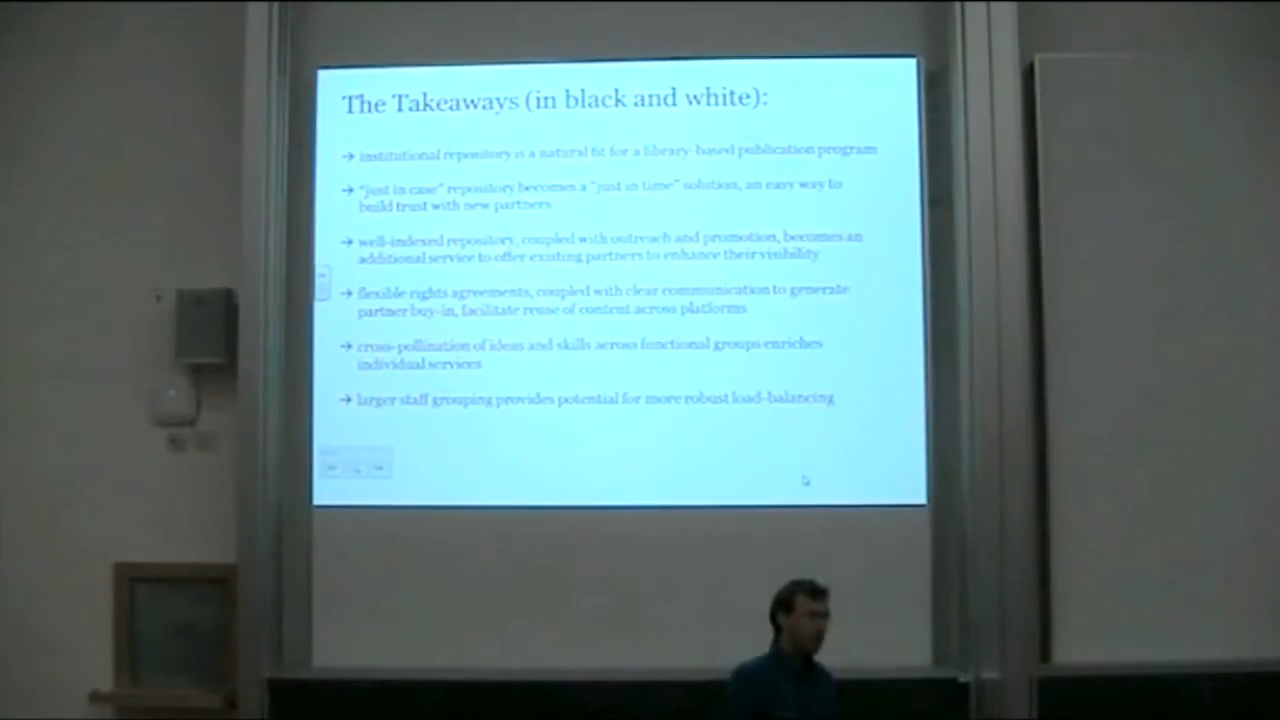 The Takeaways (in black and white):
→ institutional repository is a natural fit for a library-based publication program
→ "just in case" repository becomes a "just in time" solution, an easy way to
build trust with new partners
→ well-indexed repository, coupled with outreach and promotion, becomes an
additional service to offer existing partners to enhance their visibility
→ flexible rights agreements, coupled with clear communication to generate
partner buy-in, facilitate reuse of content across platforms
→ cross-pollination of ideas and skills across functional groups enriches
individual services
→ larger staff grouping provides potential for more robust load-balancing